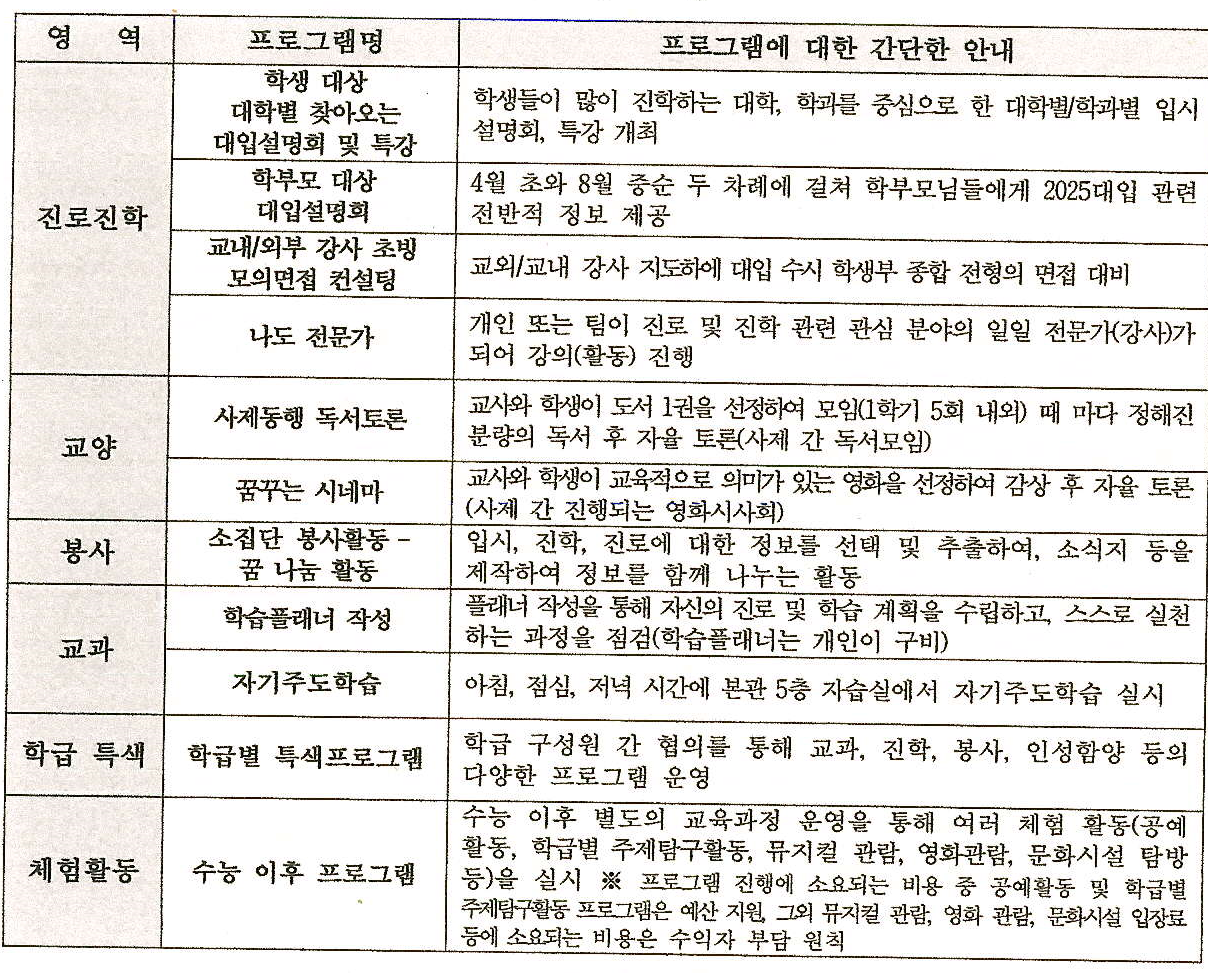 영 역
프로그램명
프로그램에 대한 간단한 안내
진로진학
학생 대상
대학별 찾아오는
대입설명회 및 특강
학생들이 많이 진학하는 대학, 학과를 중심으로 한 대학별/학과별 입시
설명회, 특강 개최
학부모 대상
대입설명회
4월 초와 8월 중순 두 차례에 걸쳐 학부모님들에게 2025대입 관련
전반적 정보 제공
교내/외부 강사 초빙
모의면접 컨설팅
교외/교내 강사 지도하에 대입 수시 학생부 종합 전형의 면접 대비
나도 전문가
개인 또는 팀이 진로 및 진학 관련 관심 분야의 일일 전문가(강사)가
되어 강의(활동) 진행
교양
사제동행 독서토론
교사와 학생이 도서 1권을 선정하여 모임(1학기 5회 내외) 때 마다 정해진
분량의 독서 후 자율 토론(사제 간 독서모임)
꿈꾸는 시네마
교사와 학생이 교육적으로 의미가 있는 영화을 선정하여 감상 후 자율 토론
(사제 간 진행되는 영화시사회)
봉사
소집단 봉사활동 -
꿈 나눔 활동
입시, 진학, 진로에 대한 정보를 선택 및 추출하여, 소식지 등을
제작하여 정보를 함께 나누는 활동
교과
학습플래너 작성
플래너 작성을 통해 자신의 진로 및 학습 계획을 수립하고, 스스로 실천
하는 과정을 점검(학습플래너는 개인이 구비)
자기주도학습
아침, 점심, 저녁 시간에 본관 5층 자습실에서 자기주도학습 실시
학급 특색
학급별 특색프로그램
학급 구성원 간 협의를 통해 교과, 진학, 봉사, 인성함양 등의
다양한 프로그램 운영
체험활동
수능 이후 프로그램
수능 이후 별도의 교육과정 운영을 통해 여러 체험 활동(공예
활동, 학급별 주제탐구활동, 뮤지컬 관람, 영화관람, 문화시설 탐방
등)을 실시 ※ 프로그램 진행에 소요되는 비용 중 공예활동 및 학급별
주제탐구활동 프로그램은 예산 지원, 그외 뮤지컬 관람, 영화 관람, 문화시설 입장료
등에 소요되는 비용은 수익자 부담 원칙